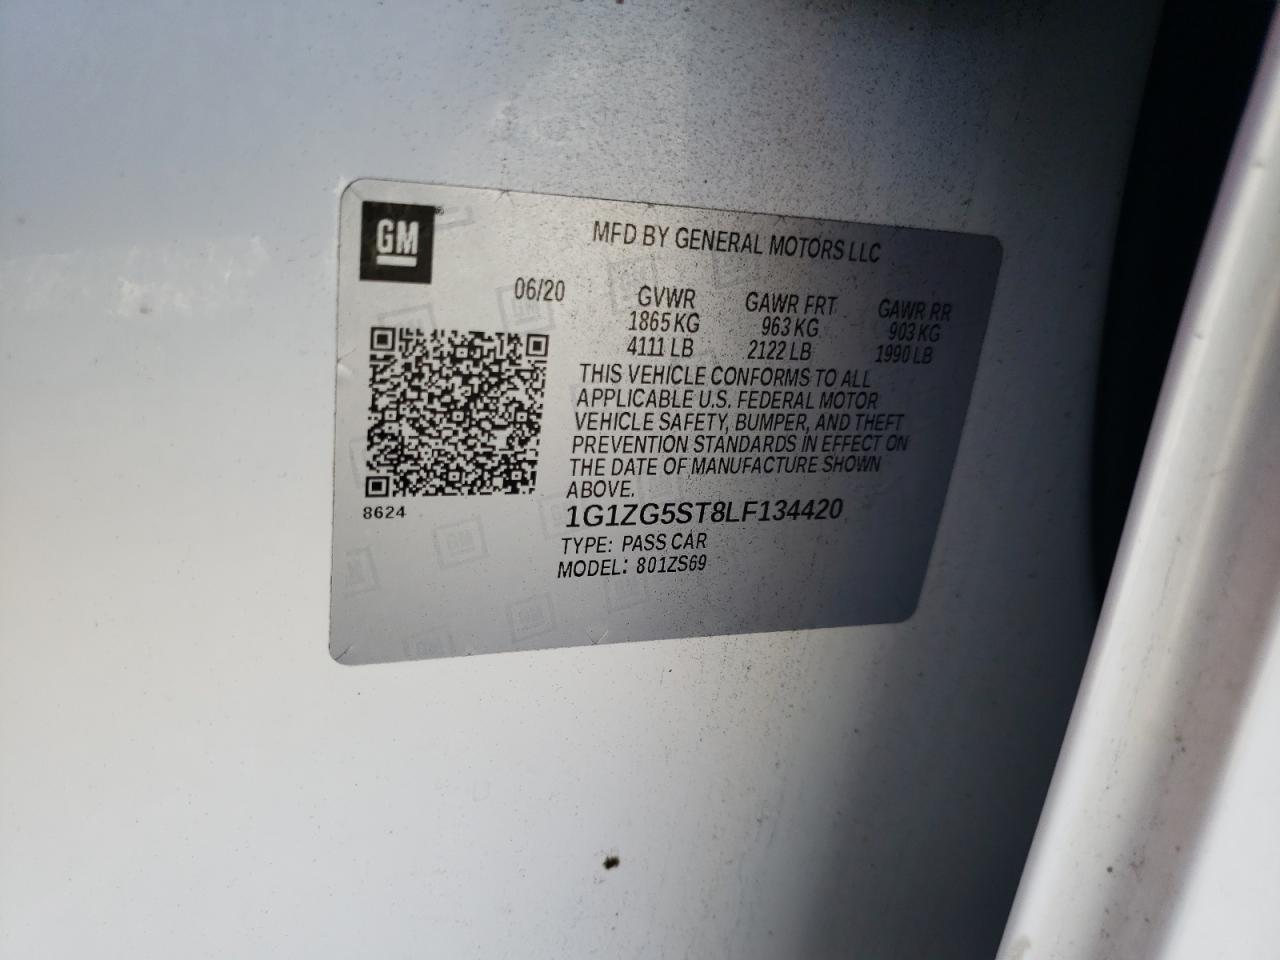 GM
MFD BY GENERAL MOTORS LLC
06/20
GVWR GAWR FRT GAWR RR
1865 KG 963 KG 903 KG
4111 LB 2122 LB 1990 LB
THIS VEHICLE CONFORMS TO ALL
APPLICABLE U.S. FEDERAL MOTOR
VEHICLE SAFETY, BUMPER, AND THEFT
PREVENTION STANDARDS IN EFFECT ON
THE DATE OF MANUFACTURE SHOWN
ABOVE.
8624
1G1ZG5ST8LF134420
TYPE: PASS CAR
MODEL: 801ZS69